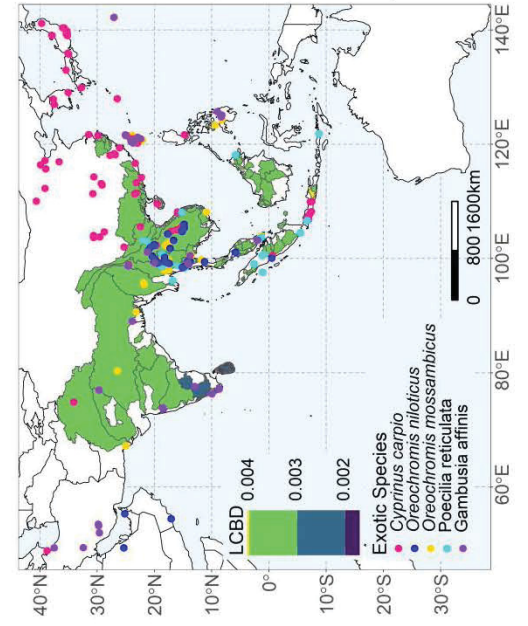 40°N
30°N
20°N
10°N
0°
10°S
20°S
30°S
60°E
80°E
100°E
120°E
140°E
LCBD
0.004
0.003
0.002
Exotic Species
Cyprinus carpio
Oreochromis niloticus
Oreochromis mossambicus
Poecilia reticulata
Gambusia affinis
0 800 1600km